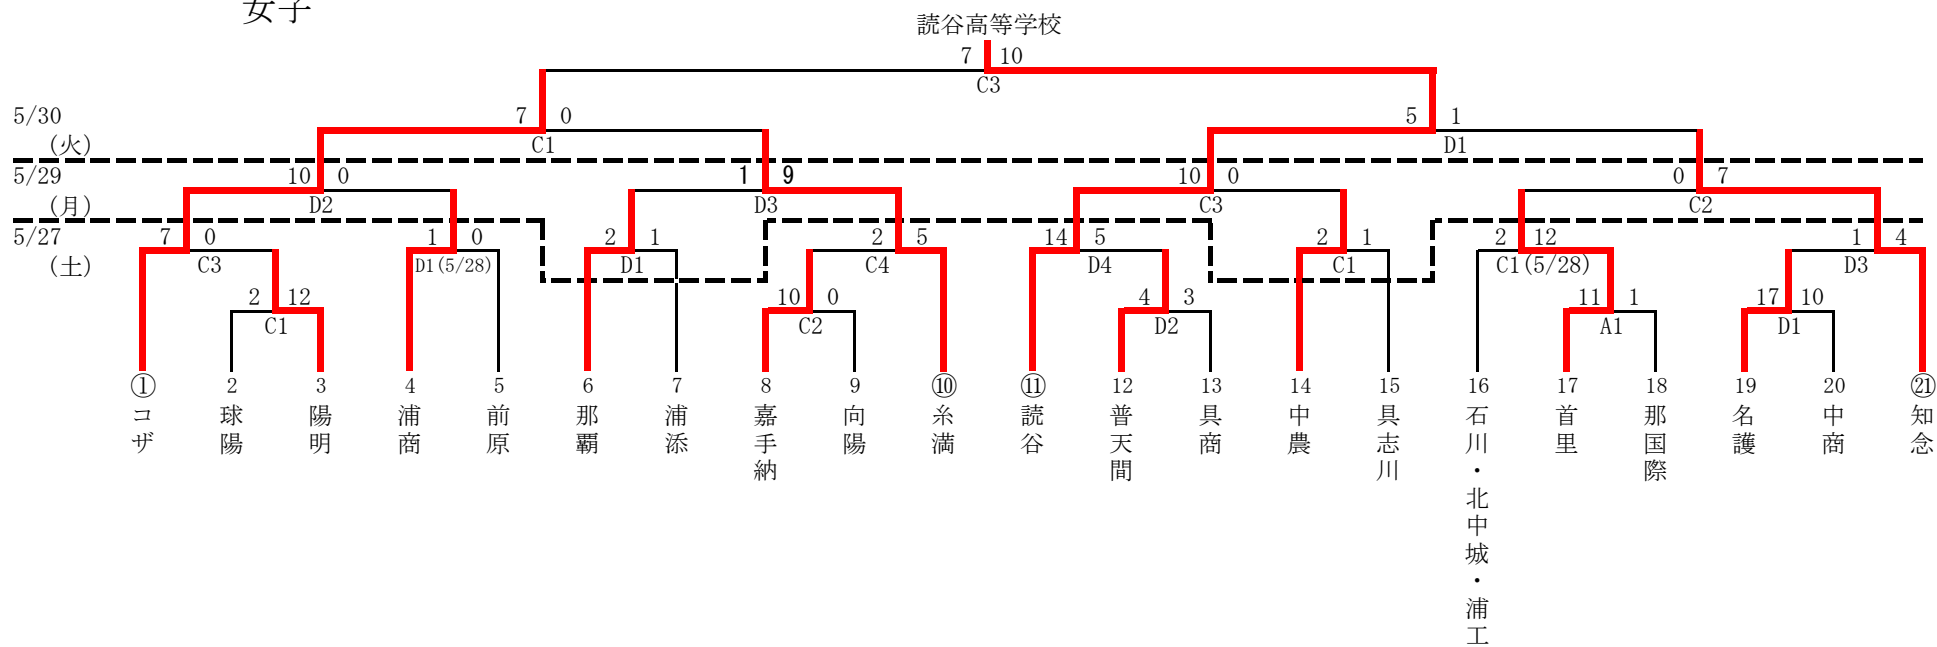 女子
読谷高等学校
7 10
C3
5/30
7 0
5 1
(火)
C1
D1
5/29
10 0
1 9
10 0
0 7
(月)
D2
D3
C3
C2
5/27
7 0
1 0
2 1
2 5
14 5
2 1
2 12
1 4
(土)
C3
D1(5/28)
D1
C4
D4
C1
C1(5/28)
D3
2 12
10 0
4 3
11 1
17 10
C1
C2
D2
A1
D1
① コザ
2 球陽
3 陽明
4 浦商
5 前原
6 那覇
7 浦添
8 嘉手納
9 向陽
⑩ 糸満
⑪ 読谷
12 普天間
13 具商
14 中農
15 具志川
16 石川・北中城・浦工
17 首里
18 那国際
19 名護
20 中商
㉑ 知念